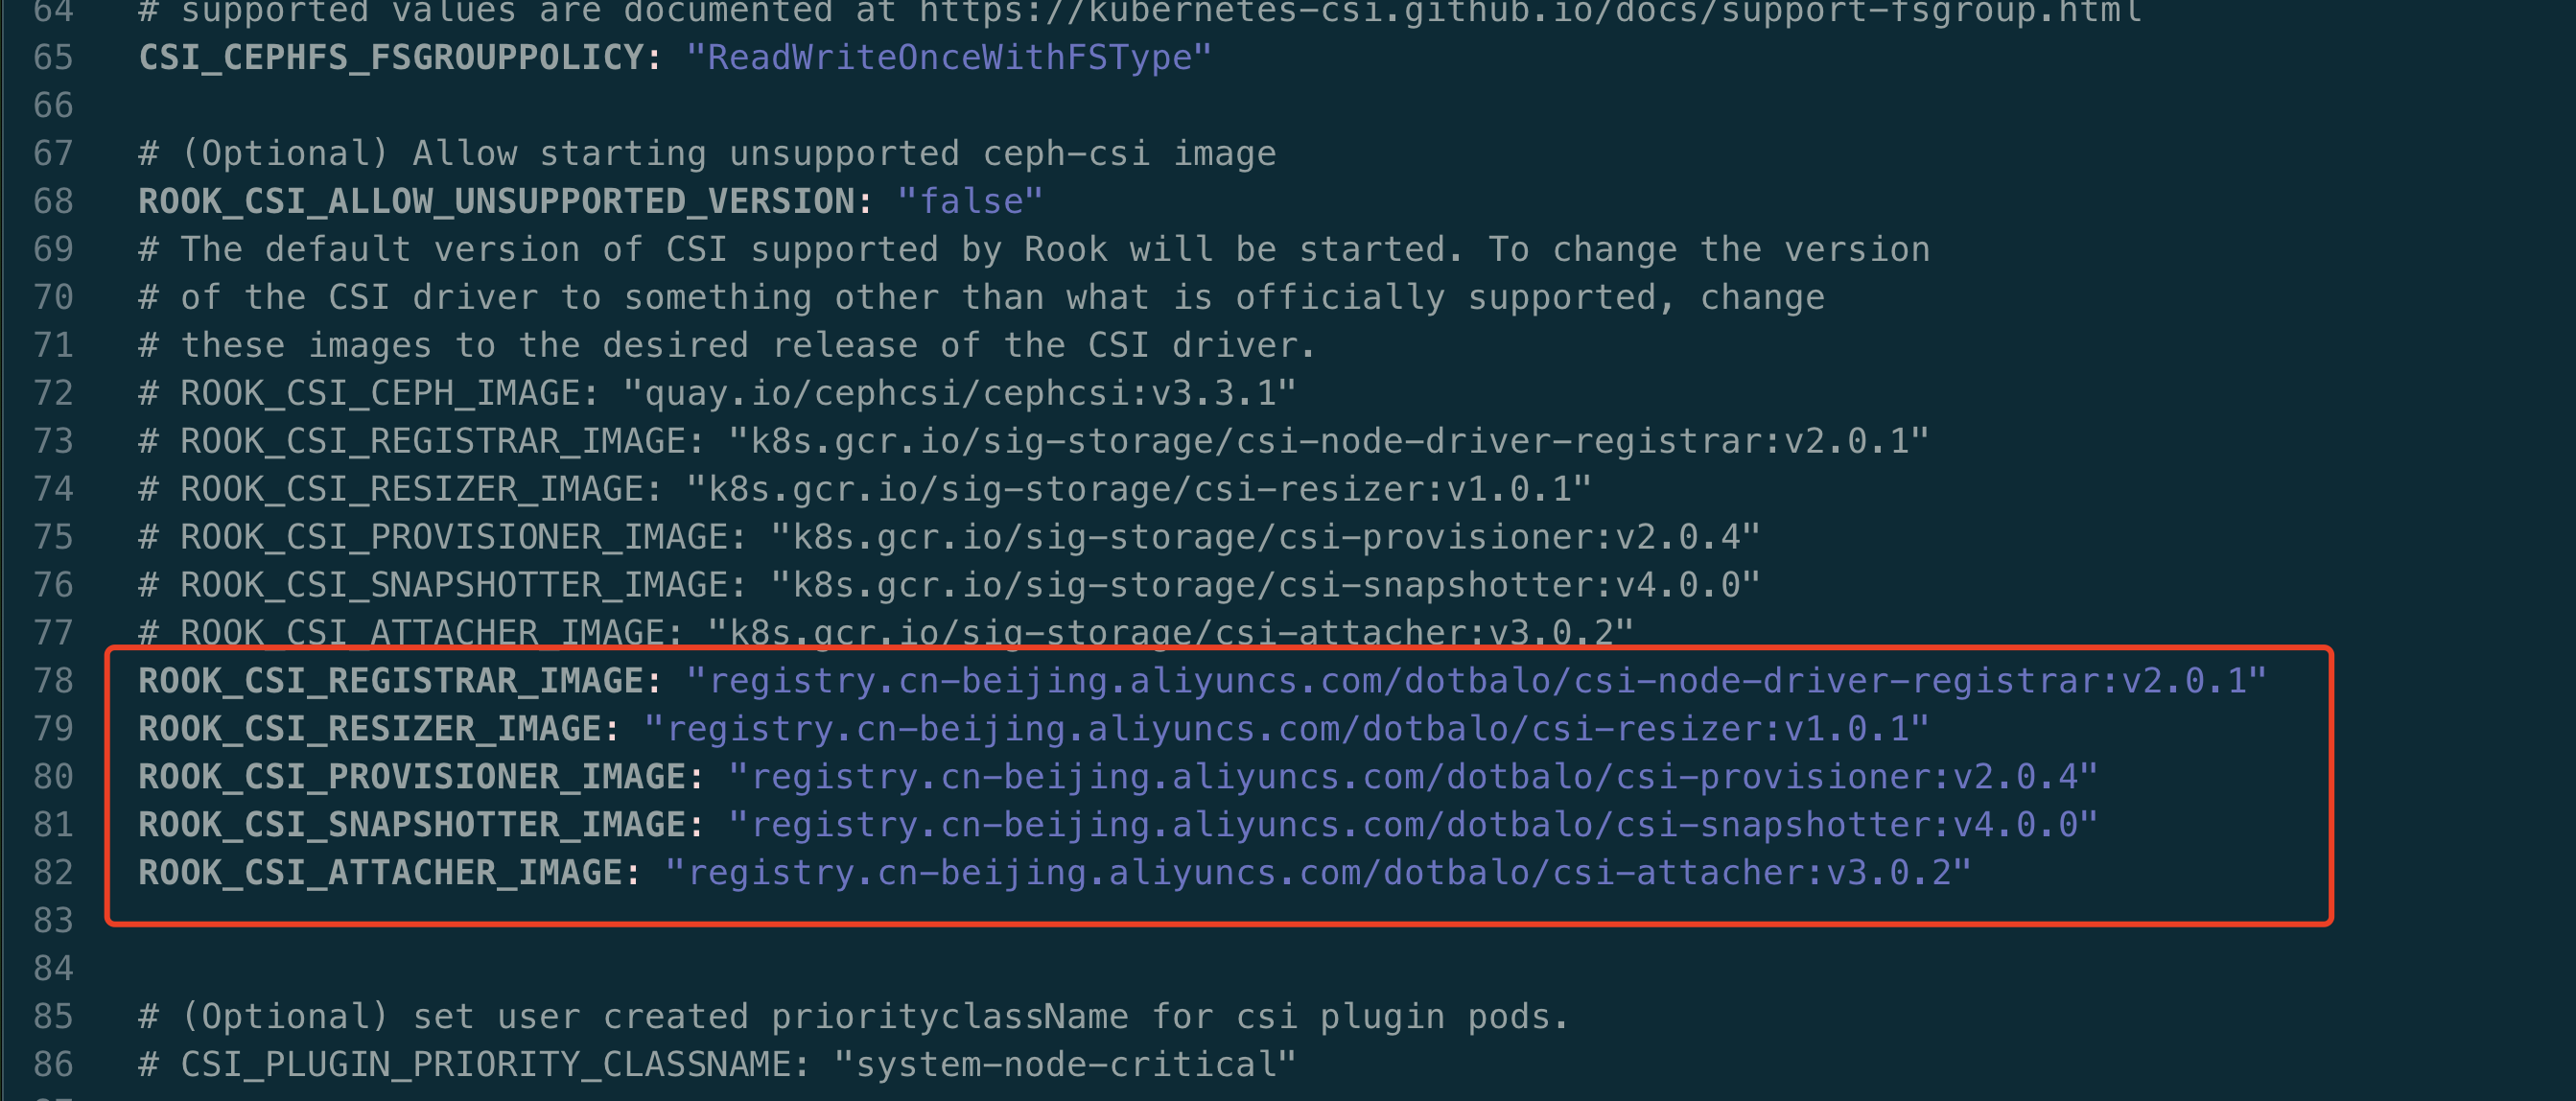 64 # supported values are documented at https://kubernetes-csi.github.io/docs/support-fsgroup.html
65 CSI_CEPHFS_FSGROUPPOLICY: "ReadWriteOnceWithFSType"
66
67 # (Optional) Allow starting unsupported ceph-csi image
68 ROOK_CSI_ALLOW_UNSUPPORTED_VERSION: "false"
69 # The default version of CSI supported by Rook will be started. To change the version
70 # of the CSI driver to something other than what is officially supported, change
71 # these images to the desired release of the CSI driver.
72 # ROOK_CSI_CEPH_IMAGE: "quay.io/cephcsi/cephcsi:v3.3.1"
73 # ROOK_CSI_REGISTRAR_IMAGE: "k8s.gcr.io/sig-storage/csi-node-driver-registrar:v2.0.1"
74 # ROOK_CSI_RESIZER_IMAGE: "k8s.gcr.io/sig-storage/csi-resizer:v1.0.1"
75 # ROOK_CSI_PROVISIONER_IMAGE: "k8s.gcr.io/sig-storage/csi-provisioner:v2.0.4"
76 # ROOK_CSI_SNAPSHOTTER_IMAGE: "k8s.gcr.io/sig-storage/csi-snapshotter:v4.0.0"
77 # ROOK_CSI_ATTACHER_IMAGE: "k8s.gcr.io/sig-storage/csi-attacher:v3.0.2"
78 ROOK_CSI_REGISTRAR_IMAGE: "registry.cn-beijing.aliyuncs.com/dotbalo/csi-node-driver-registrar:v2.0.1"
79 ROOK_CSI_RESIZER_IMAGE: "registry.cn-beijing.aliyuncs.com/dotbalo/csi-resizer:v1.0.1"
80 ROOK_CSI_PROVISIONER_IMAGE: "registry.cn-beijing.aliyuncs.com/dotbalo/csi-provisioner:v2.0.4"
81 ROOK_CSI_SNAPSHOTTER_IMAGE: "registry.cn-beijing.aliyuncs.com/dotbalo/csi-snapshotter:v4.0.0"
82 ROOK_CSI_ATTACHER_IMAGE: "registry.cn-beijing.aliyuncs.com/dotbalo/csi-attacher:v3.0.2"
83
84
85 # (Optional) set user created priorityclassName for csi plugin pods.
86 # CSI_PLUGIN_PRIORITY_CLASSNAME: "system-node-critical"